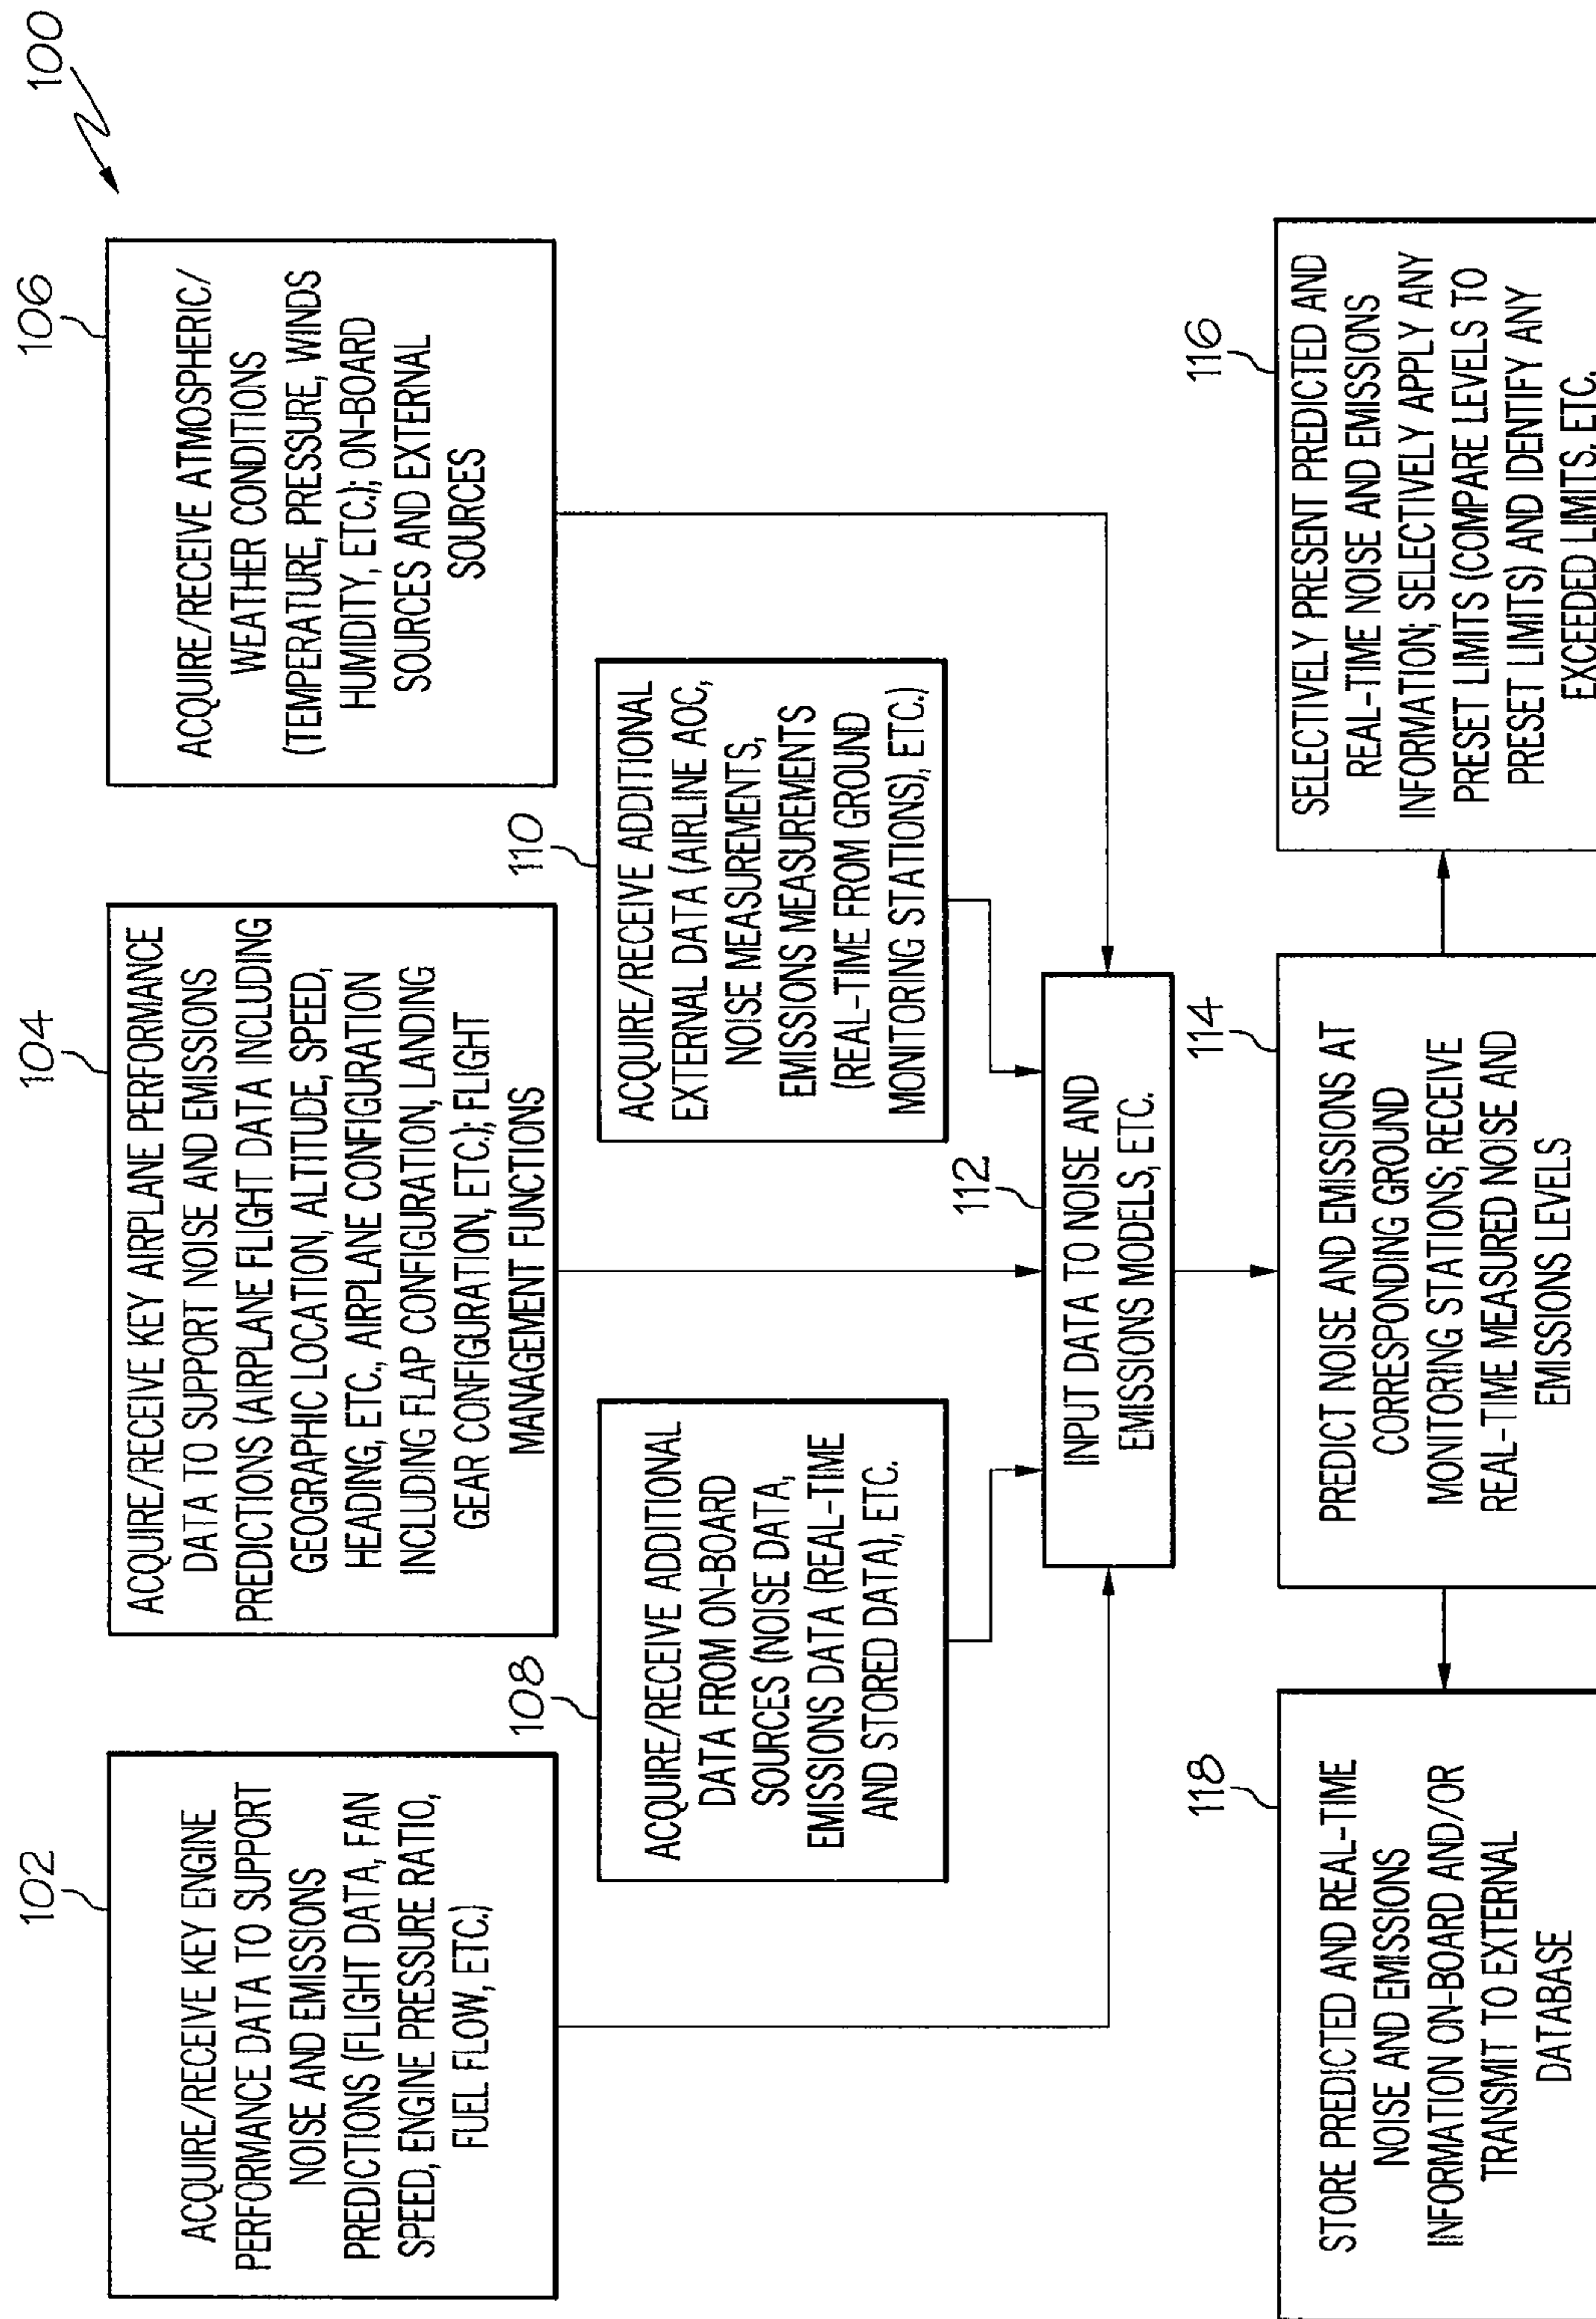 100
102
ACQUIRE/RECEIVE KEY ENGINE
PERFORMANCE DATA TO SUPPORT
NOISE AND EMISSIONS
PREDICTIONS (FLIGHT DATA, FAN
SPEED, ENGINE PRESSURE RATIO,
FUEL FLOW, ETC.)
104
ACQUIRE/RECEIVE KEY AIRPLANE PERFORMANCE
DATA TO SUPPORT NOISE AND EMISSIONS
PREDICTIONS (AIRPLANE FLIGHT DATA INCLUDING
GEOGRAPHIC LOCATION, ALTITUDE, SPEED,
HEADING, ETC., AIRPLANE CONFIGURATION
INCLUDING FLAP CONFIGURATION, LANDING
GEAR CONFIGURATION, ETC.); FLIGHT
MANAGEMENT FUNCTIONS
106
ACQUIRE/RECEIVE ATMOSPHERIC/
WEATHER CONDITIONS
(TEMPERATURE, PRESSURE, WINDS
HUMIDITY, ETC.); ON-BOARD
SOURCES AND EXTERNAL
SOURCES
108
ACQUIRE/RECEIVE ADDITIONAL
DATA FROM ON-BOARD
SOURCES (NOISE DATA,
EMISSIONS DATA (REAL-TIME
AND STORED DATA), ETC.
110
ACQUIRE/RECEIVE ADDITIONAL
EXTERNAL DATA (AIRLINE AOC,
NOISE MEASUREMENTS,
EMISSIONS MEASUREMENTS
(REAL-TIME FROM GROUND
MONITORING STATIONS), ETC.)
112
INPUT DATA TO NOISE AND
EMISSIONS MODELS, ETC.
118
STORE PREDICTED AND REAL-TIME
NOISE AND EMISSIONS
INFORMATION ON-BOARD AND/OR
TRANSMIT TO EXTERNAL
DATABASE
114
PREDICT NOISE AND EMISSIONS AT
CORRESPONDING GROUND
MONITORING STATIONS; RECEIVE
REAL-TIME MEASURED NOISE AND
EMISSIONS LEVELS
116
SELECTIVELY PRESENT PREDICTED AND
REAL-TIME NOISE AND EMISSIONS
INFORMATION; SELECTIVELY APPLY ANY
PRESET LIMITS (COMPARE LEVELS TO
PRESET LIMITS) AND IDENTIFY ANY
EXCEEDED LIMITS, ETC.